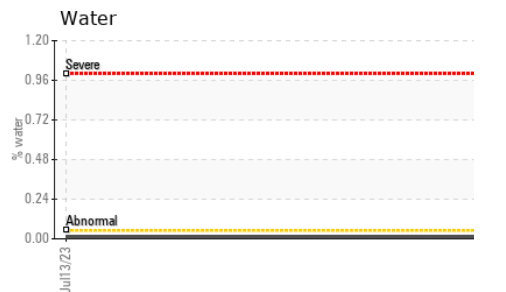 Water
1.20
Severe
0.96
0.72
% water
0.48
0.24
Abnormal
0.00
Jul13/23